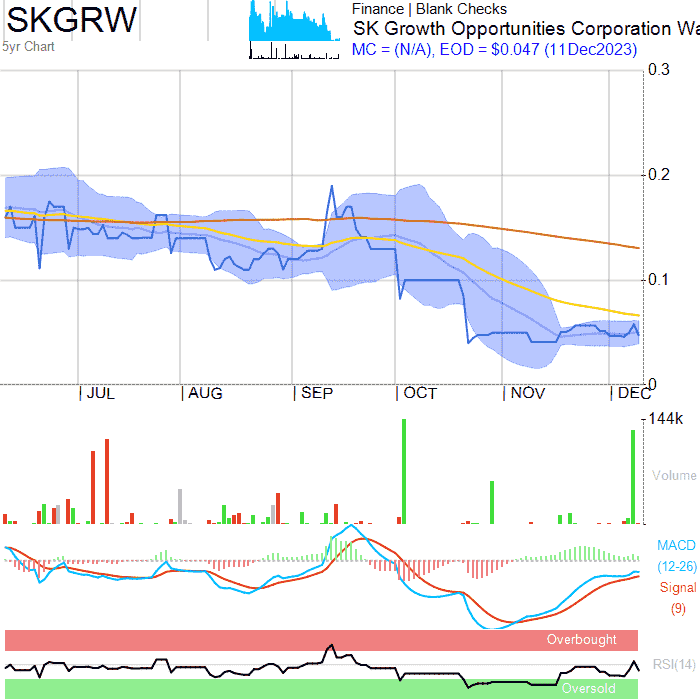 SKGRW
5yr Chart
Finance | Blank Checks
SK Growth Opportunities Corporation Wa
MC = (N/A), EOD = $0.047 (11Dec2023)
0.3
0.2
0.1
0
JUL
AUG
SEP
OCT
NOV
DEC
144k
Volume
MACD
(12-26)
Signal
(9)
Overbought
RSI(14)
Oversold